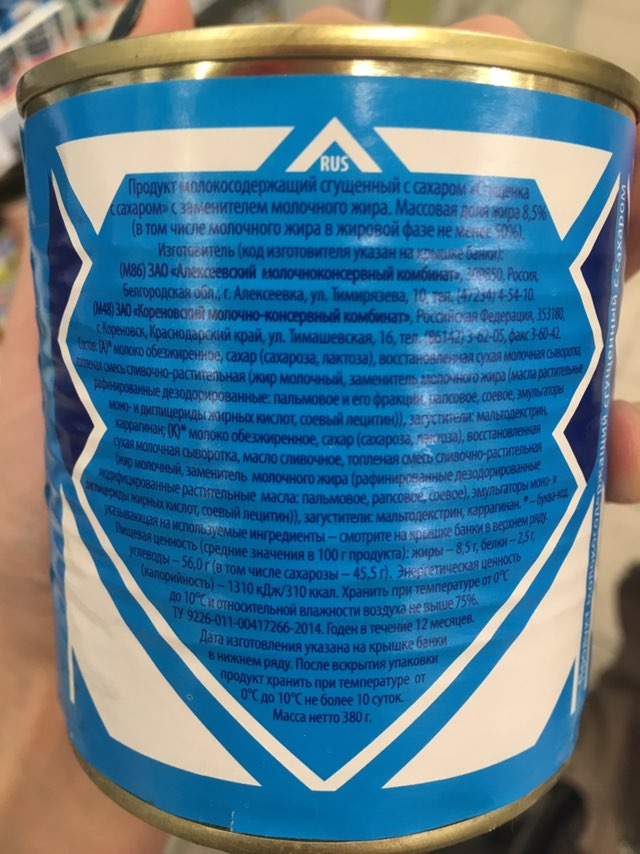 RUS
Продукт молокосодержащий сгущенный с сахаром «Сгущенка
с сахаром» с заменителем молочного жира. Массовая доля жира 8,5%
(в том числе молочного жира в жировой фазе не менее 50%).
Изготовитель (код изготовителя указан на крышке банки):
(М86) ЗАО «Алексеевский молочноконсервный комбинат», 309850, Россия,
Белгородская обл., г. Алексеевка, ул. Тимирязева, 10, тел. (47234) 4-54-10.
(М48) ЗАО «Кореновский молочно-консервный комбинат», Российская Федерация, 353180,
г. Кореновск, Краснодарский край, ул. Тимашевская, 16, тел. (86142) 3-62-05, факс 3-60-42.
Состав: (А)* молоко обезжиренное, сахар (сахароза, лактоза), восстановленная сухая молочная сыворотка,
топленая смесь сливочно-растительная (жир молочный, заменитель молочного жира (масла растительные
рафинированные дезодорированные: пальмовое и его фракции, рапсовое, соевое, эмульгаторы
моно- и диглицериды жирных кислот, соевый лецитин)), загустители: мальтодекстрин,
каррагинан; (К)* молоко обезжиренное, сахар (сахароза, лактоза), восстановленная
сухая молочная сыворотка, масло сливочное, топленая смесь сливочно-растительная
(жир молочный, заменитель молочного жира (рафинированные дезодорированные
модифицированные растительные масла: пальмовое, рапсовое, соевое), эмульгаторы моно- и
диглицериды жирных кислот, соевый лецитин)), загустители: мальтодекстрин, каррагинан. * – буква-код
указывающая на используемые ингредиенты – смотрите на крышке банки в верхнем ряду.
Пищевая ценность (средние значения в 100 г продукта): жиры – 8,5 г, белки – 2,5 г,
углеводы – 56,0 г (в том числе сахарозы – 45,5 г). Энергетическая ценность
(калорийность) – 1310 кДж/310 ккал. Хранить при температуре от 0°С
до 10°С и относительной влажности воздуха не выше 75%.
ТУ 9226-011-00417266-2014. Годен в течение 12 месяцев.
Дата изготовления указана на крышке банки
в нижнем ряду. После вскрытия упаковки
продукт хранить при температуре от
0°С до 10°С не более 10 суток.
Масса нетто 380 г.
продукт молокосодержащий сгущенный с сахаром